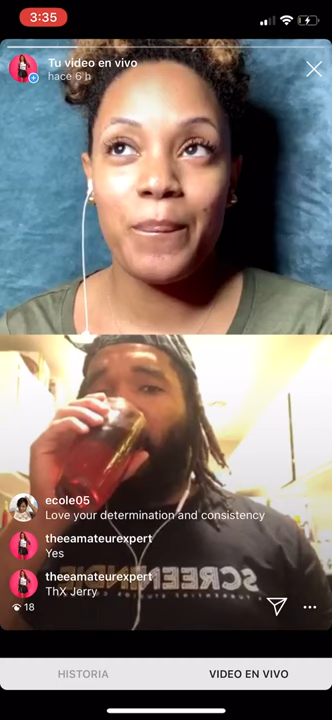 3:35
Tu video en vivo
hace 6 h
ecole05
Love your determination and consistency
theeamateurexpert
Yes
SCREENINDIE
theeamateurexpert
ThX Jerry
18
HISTORIA
VIDEO EN VIVO